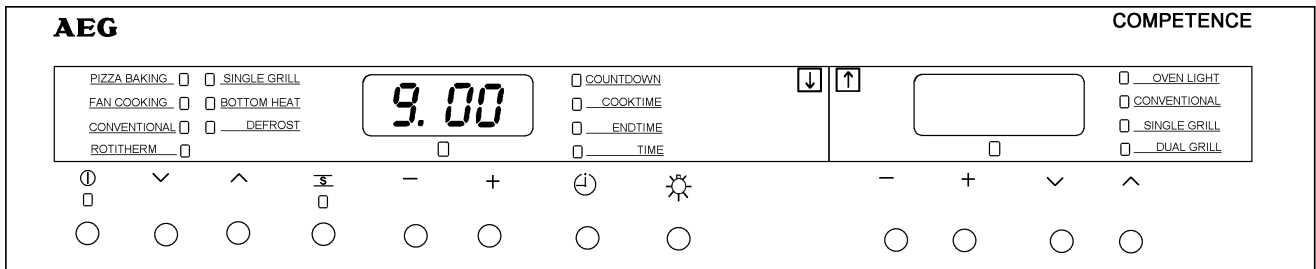 AEG
COMPETENCE
PIZZA BAKING
FAN COOKING
CONVENTIONAL
ROTITHERM
SINGLE GRILL
BOTTOM HEAT
DEFROST
9.00
COUNTDOWN
COOKTIME
ENDTIME
TIME
↓ ↑
OVEN LIGHT
CONVENTIONAL
SINGLE GRILL
DUAL GRILL
S − +
− +